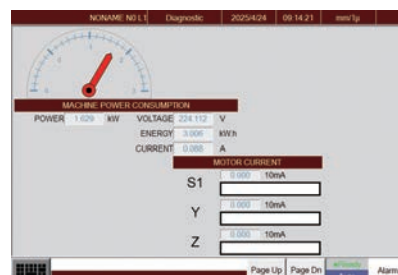 NONAME N0 L1 Diagnostic 2025/4/24 09:14:21 mm/1μ
MACHINE POWER CONSUMPTION
POWER 1.029 kW VOLTAGE 224.112 V
ENERGY 3.006 kW.h
CURRENT 0.088 A
MOTOR CURRENT
S1 0.000 10mA
Y 0.000 10mA
Z 0.000 10mA
Page Up Page Dn Alarm